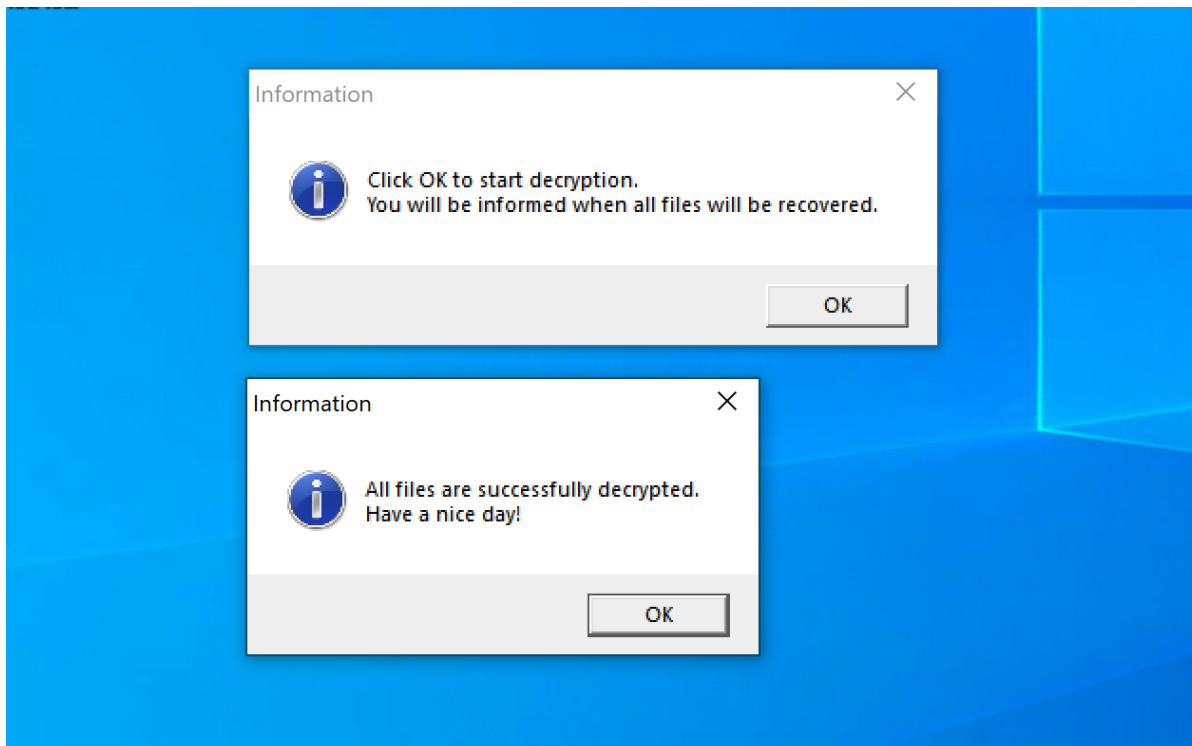 Information
Click OK to start decryption.
You will be informed when all files will be recovered.
OK
Information
All files are successfully decrypted.
Have a nice day!
OK